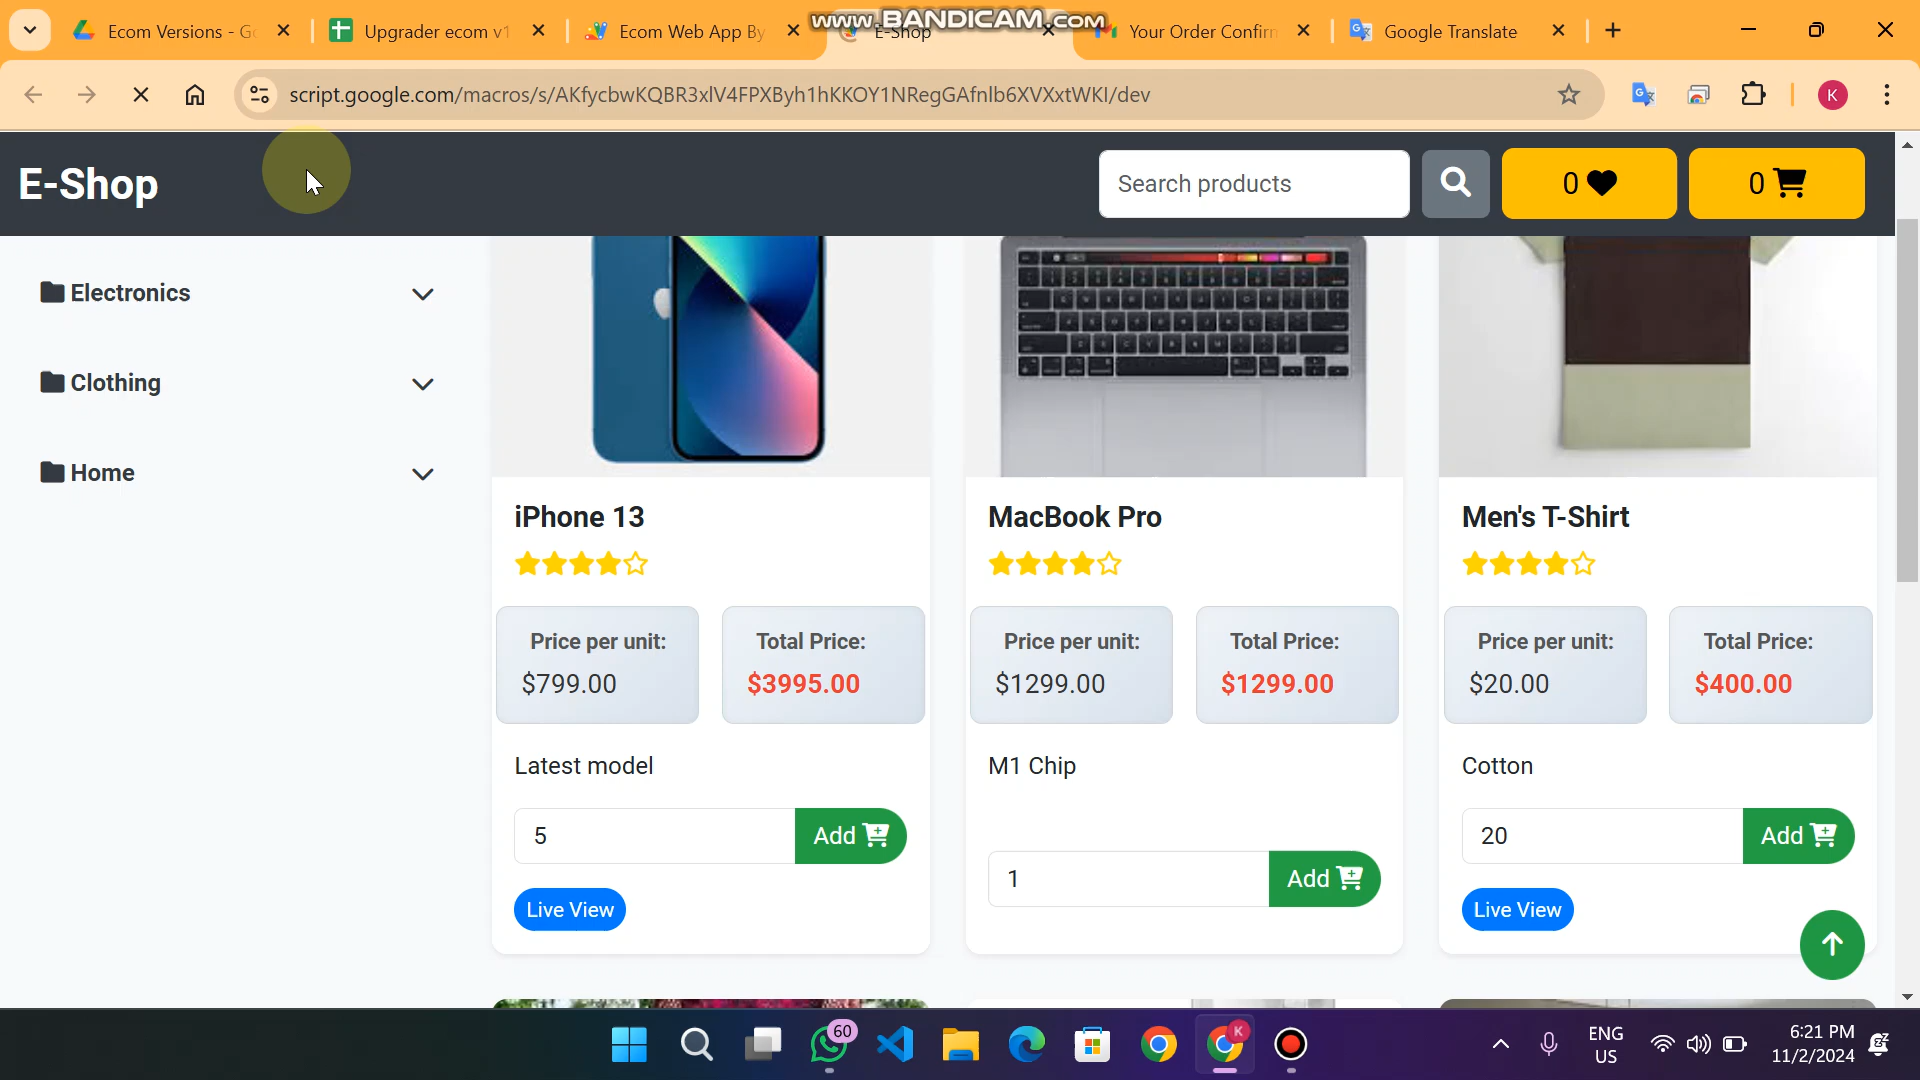 www.BANDICAM.COM
Ecom Versions - Go
Upgrader ecom v1
Ecom Web App By
E-Shop
Your Order Confirm
Google Translate
script.google.com/macros/s/AKfycbwKQBR3xlV4FPXByh1hKKOY1NRegGAfnlb6XVXxtWKI/dev
K
E-Shop
Search products
0
0
Electronics
Clothing
Home
iPhone 13
MacBook Pro
Men's T-Shirt
Price per unit:
$799.00
Total Price:
$3995.00
Price per unit:
$1299.00
Total Price:
$1299.00
Price per unit:
$20.00
Total Price:
$400.00
Latest model
M1 Chip
Cotton
5
Add
1
Add
20
Add
Live View
Live View
60
K
ENG
US
6:21 PM
11/2/2024